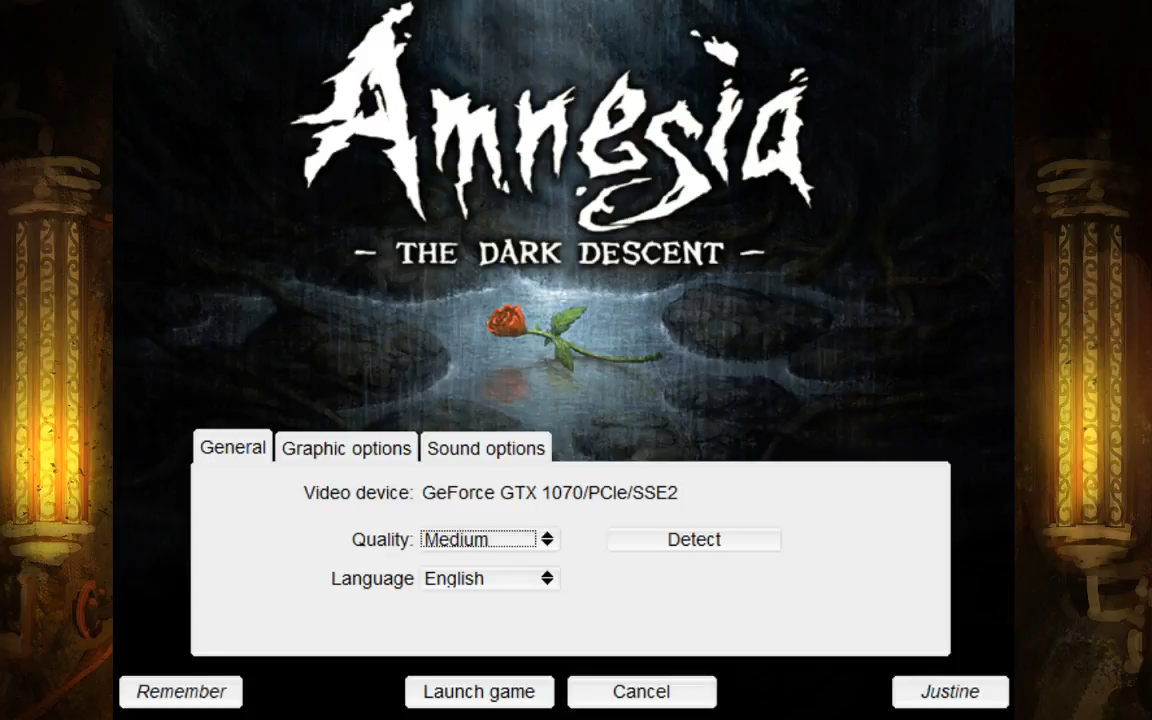 Amnesia
– THE DARK DESCENT –
General Graphic options Sound options
Video device: GeForce GTX 1070/PCIe/SSE2
Quality: Medium Detect
Language English
Remember Launch game Cancel Justine